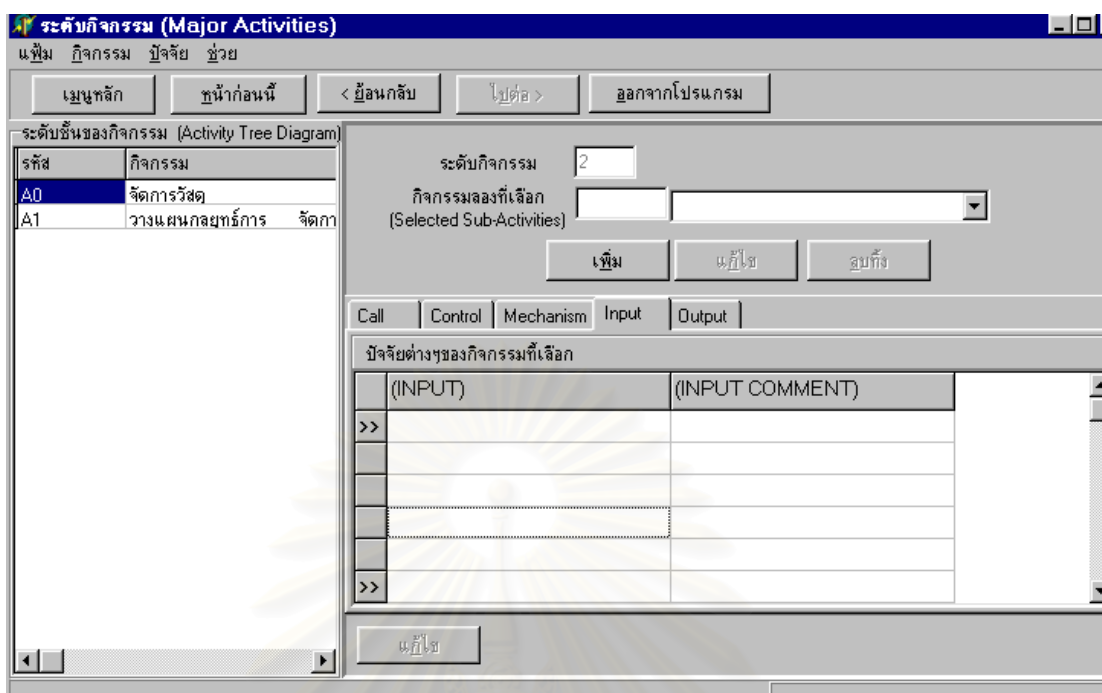 ระดับกิจกรรม (Major Activities)
แฟ้ม กิจกรรม ปัจจัย ช่วย
เมนูหลัก หน้าก่อนนี้ < ย้อนกลับ ไปต่อ > ออกจากโปรแกรม
ระดับชั้นของกิจกรรม (Activity Tree Diagram)
รหัส กิจกรรม
A0 จัดการวัสดุ
A1 วางแผนกลยุทธ์การ จัดกา
ระดับกิจกรรม 2
กิจกรรมลองที่เลือก
(Selected Sub-Activities)
เพิ่ม แก้ไข ลบทิ้ง
Call Control Mechanism Input Output
ปัจจัยต่างๆของกิจกรรมที่เลือก
(INPUT) (INPUT COMMENT)
>>
>>
แก้ไข